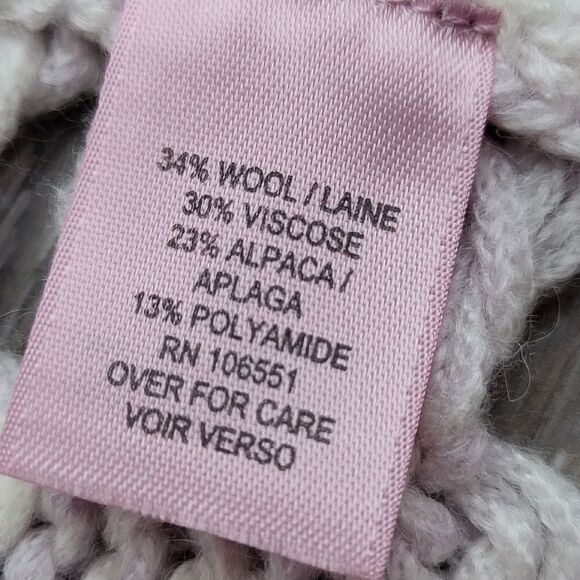 34% WOOL / LAINE
30% VISCOSE
23% ALPACA /
APLAGA
13% POLYAMIDE
RN 106551
OVER FOR CARE
VOIR VERSO